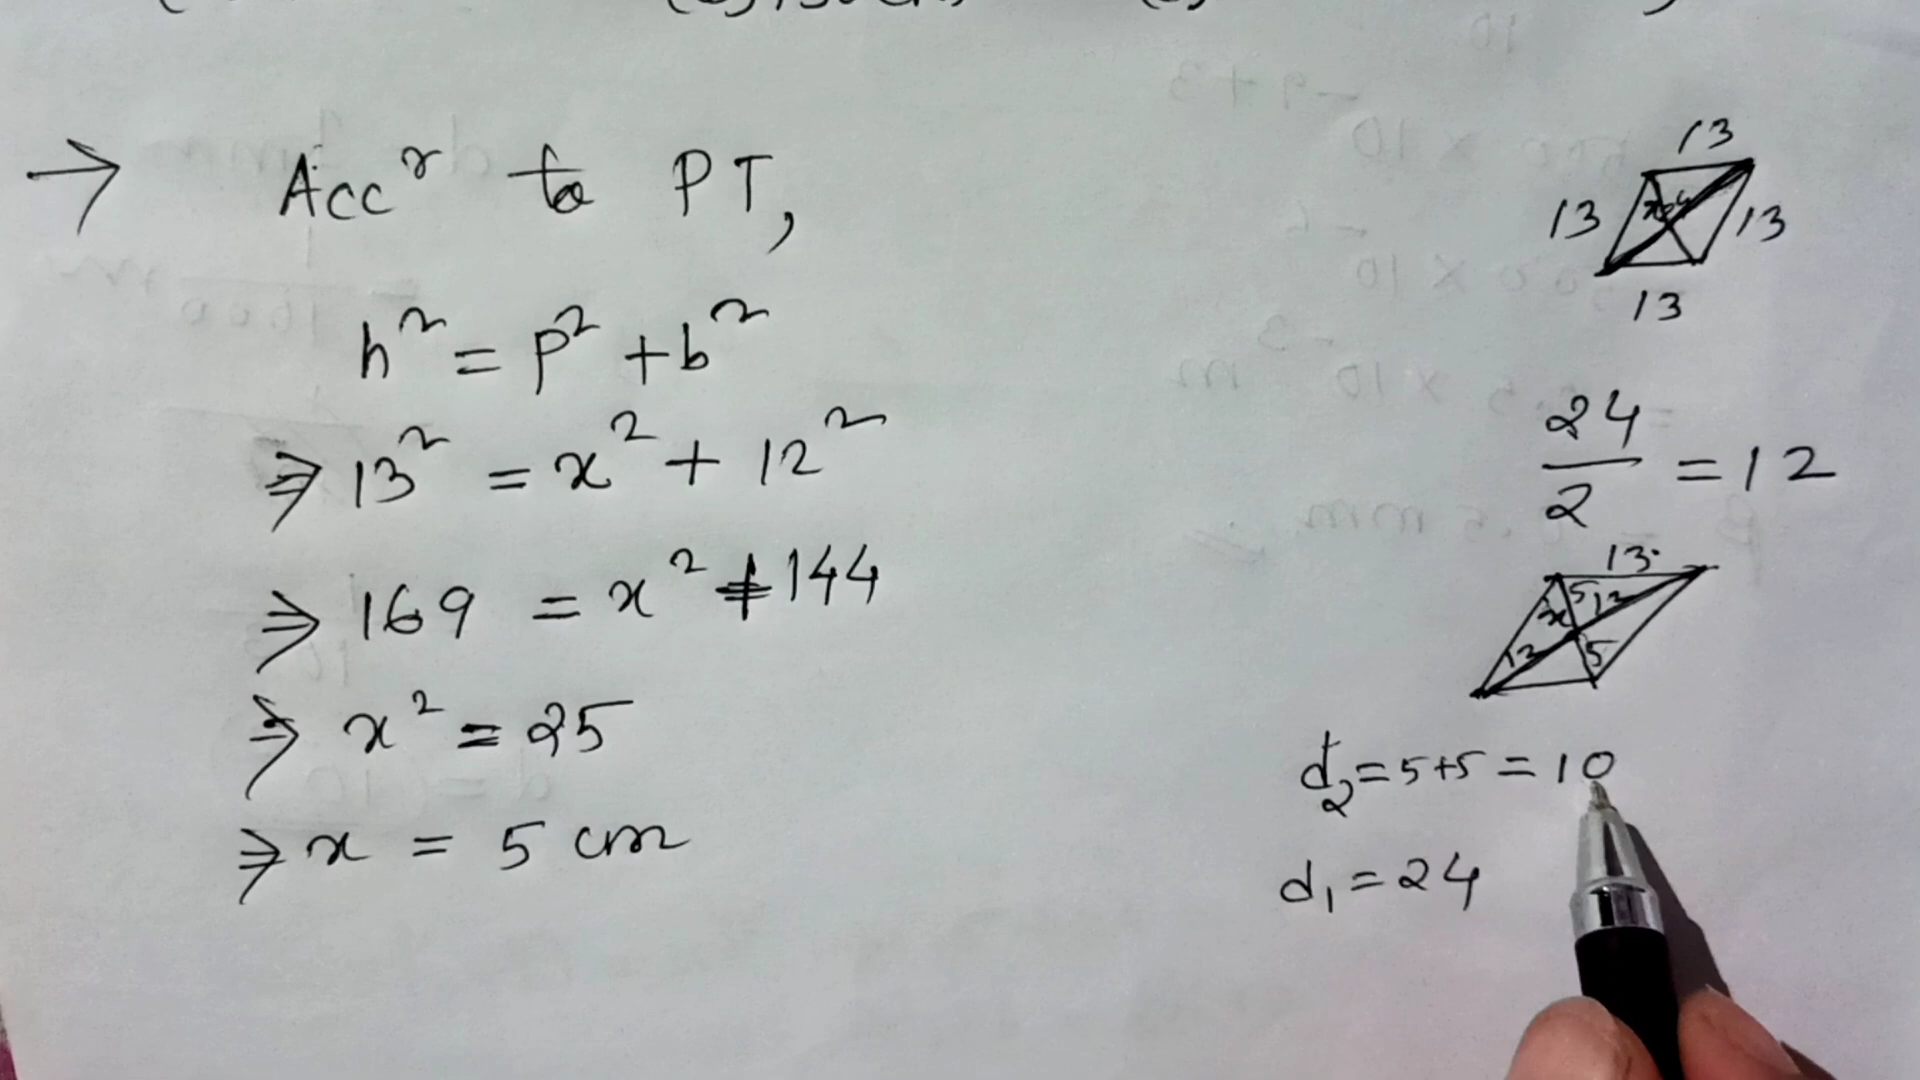 → Acc^r to PT,
h² = p² + b²
⇒ 13² = x² + 12²
⇒ 169 = x² + 144
⇒ x² = 25
⇒ x = 5 cm
13
13
13
13
24/2 = 12
13
5 12
x
12 5
d₂ = 5+5 = 10
d₁ = 24